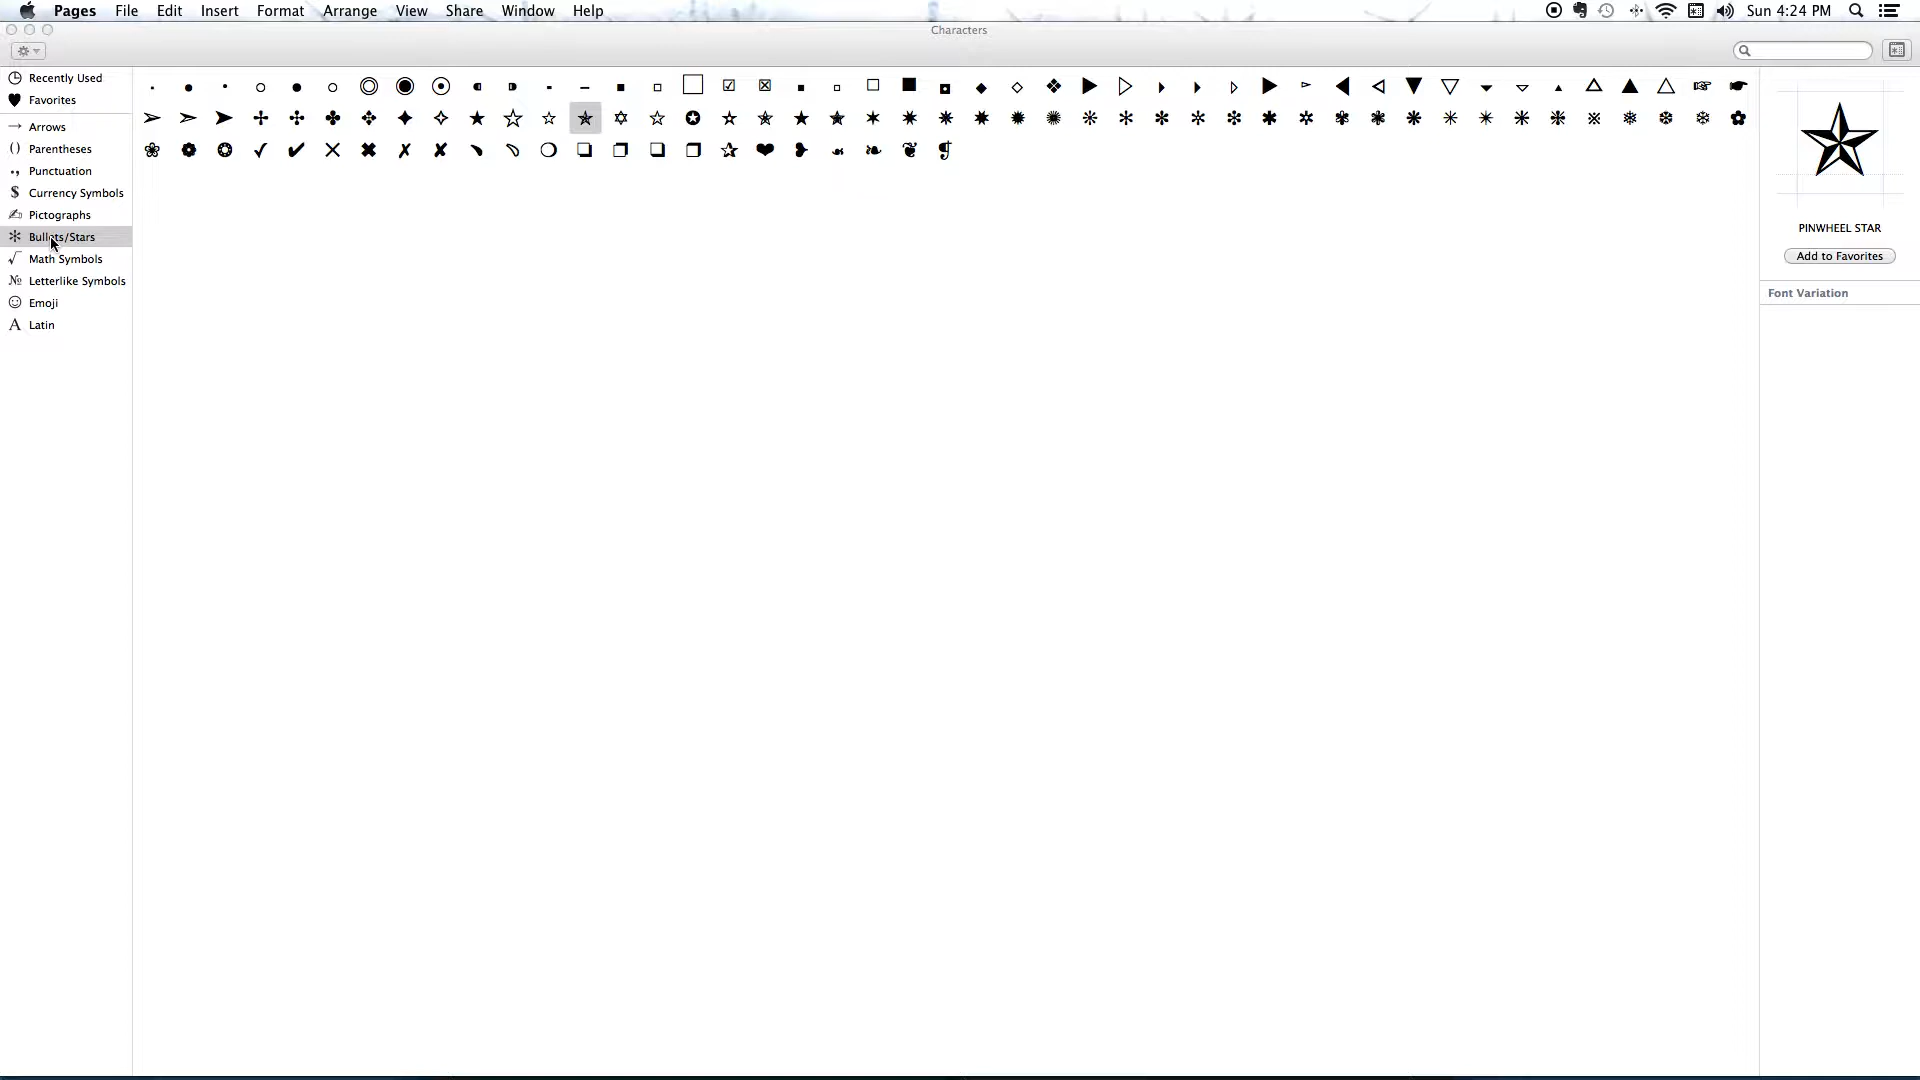 Pages File Edit Insert Format Arrange View Share Window Help Sun 4:24 PM
Characters
Recently Used
Favorites
Arrows
Parentheses
Punctuation
Currency Symbols
Pictographs
Bullets/Stars
Math Symbols
Letterlike Symbols
Emoji
Latin
PINWHEEL STAR
Add to Favorites
Font Variation